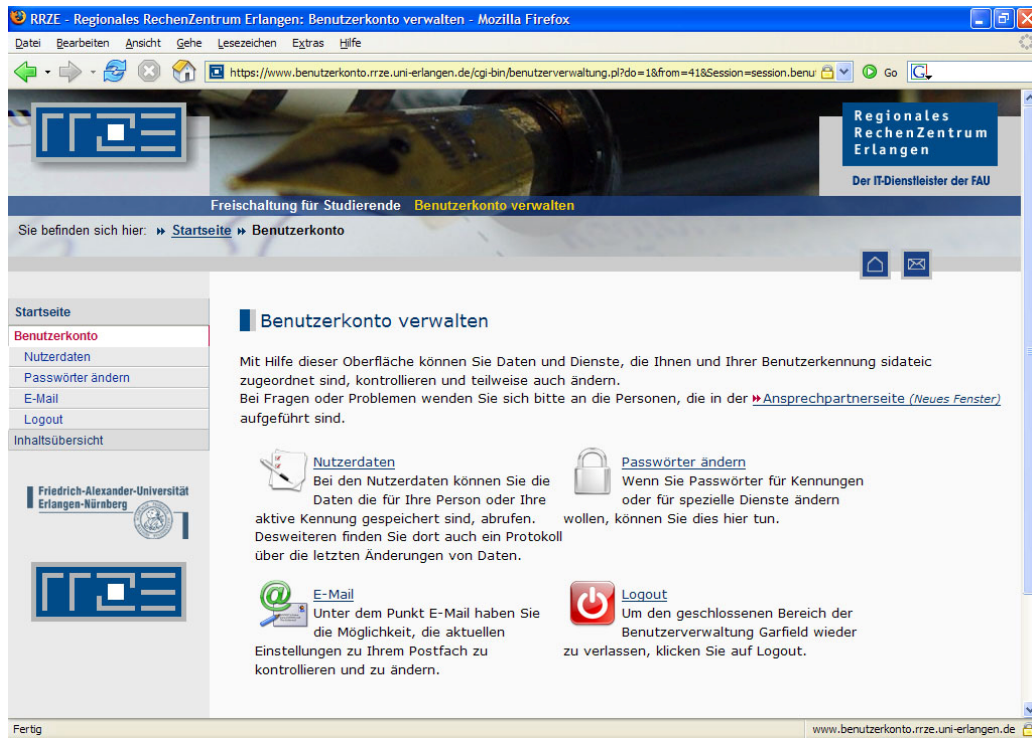 RRZE - Regionales RechenZentrum Erlangen: Benutzerkonto verwalten - Mozilla Firefox
Datei Bearbeiten Ansicht Gehe Lesezeichen Extras Hilfe
https://www.benutzerkonto.rrze.uni-erlangen.de/cgi-bin/benutzerverwaltung.pl?do=1&from=41&Session=session.benu Go
rrze
Regionales
RechenZentrum
Erlangen
Der IT-Dienstleister der FAU
Freischaltung für Studierende Benutzerkonto verwalten
Sie befinden sich hier: Startseite Benutzerkonto
Startseite
Benutzerkonto
Nutzerdaten
Passwörter ändern
E-Mail
Logout
Inhaltsübersicht
Friedrich-Alexander-Universität
Erlangen-Nürnberg
rrze
Benutzerkonto verwalten
Mit Hilfe dieser Oberfläche können Sie Daten und Dienste, die Ihnen und Ihrer Benutzerkennung sidateic
zugeordnet sind, kontrollieren und teilweise auch ändern.
Bei Fragen oder Problemen wenden Sie sich bitte an die Personen, die in der Ansprechpartnerseite (Neues Fenster)
aufgeführt sind.
Nutzerdaten
Bei den Nutzerdaten können Sie die
Daten die für Ihre Person oder Ihre
aktive Kennung gespeichert sind, abrufen.
Desweiteren finden Sie dort auch ein Protokoll
über die letzten Änderungen von Daten.
Passwörter ändern
Wenn Sie Passwörter für Kennungen
oder für spezielle Dienste ändern
wollen, können Sie dies hier tun.
E-Mail
Unter dem Punkt E-Mail haben Sie
die Möglichkeit, die aktuellen
Einstellungen zu Ihrem Postfach zu
kontrollieren und zu ändern.
Logout
Um den geschlossenen Bereich der
Benutzerverwaltung Garfield wieder
zu verlassen, klicken Sie auf Logout.
Fertig www.benutzerkonto.rrze.uni-erlangen.de